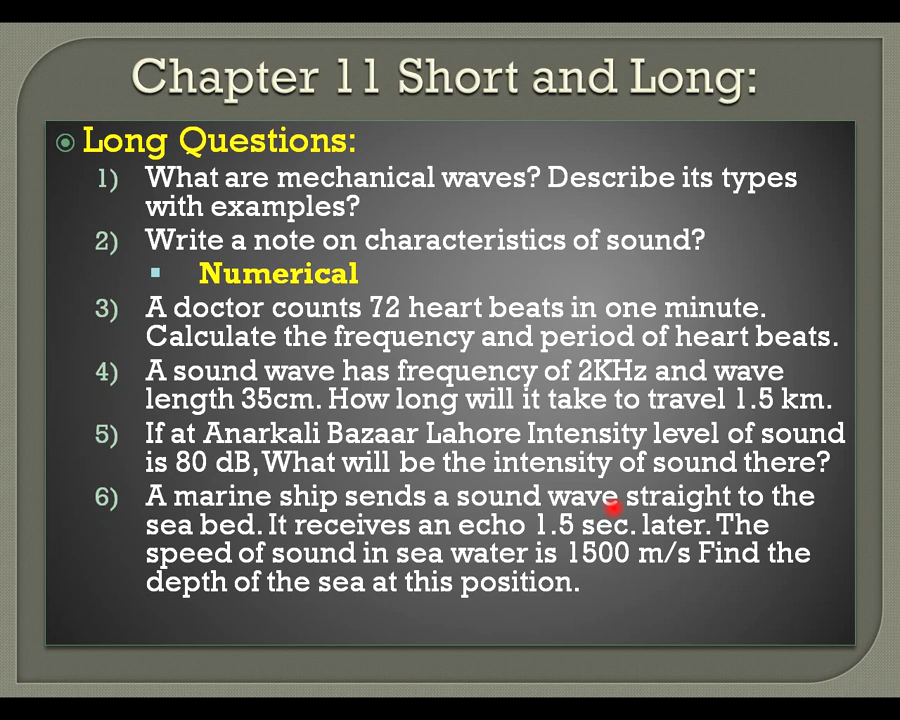 Chapter 11 Short and Long:
Long Questions:
1) What are mechanical waves? Describe its types
with examples?
2) Write a note on characteristics of sound?
Numerical
3) A doctor counts 72 heart beats in one minute.
Calculate the frequency and period of heart beats.
4) A sound wave has frequency of 2KHz and wave
length 35cm. How long will it take to travel 1.5 km.
5) If at Anarkali Bazaar Lahore Intensity level of sound
is 80 dB, What will be the intensity of sound there?
6) A marine ship sends a sound wave straight to the
sea bed. It receives an echo 1.5 sec. later. The
speed of sound in sea water is 1500 m/s Find the
depth of the sea at this position.